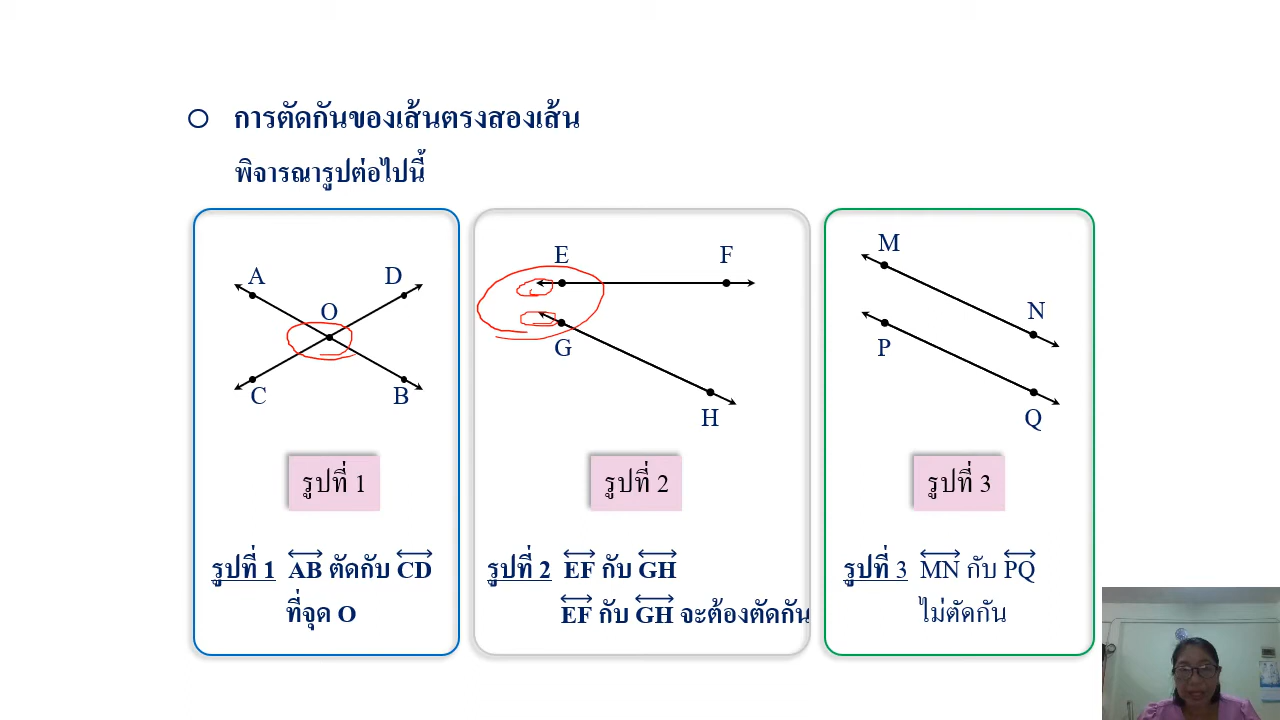 การตัดกันของเส้นตรงสองเส้น
พิจารณารูปต่อไปนี้
A
D
O
C
B
รูปที่ 1
รูปที่ 1 AB ตัดกับ CD
ที่จุด O
E
F
G
H
รูปที่ 2
รูปที่ 2 EF กับ GH
EF กับ GH จะต้องตัดกัน
M
N
P
Q
รูปที่ 3
รูปที่ 3 MN กับ PQ
ไม่ตัดกัน